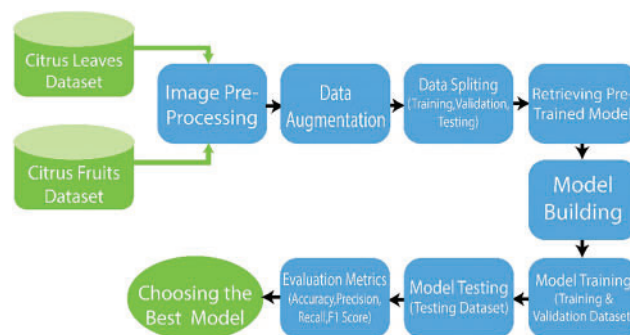 Citrus Leaves
Dataset
Citrus Fruits
Dataset
Image Pre-
Processing
Data
Augmentation
Data Spliting
(Training,Validation,
Testing)
Retrieving Pre-
Trained Model
Model
Building
Model Training
(Training &
Validation Dataset)
Model Testing
(Testing Dataset)
Evaluation Metrics
(Accuracy,Precision,
Recall,F1 Score)
Choosing the
Best Model